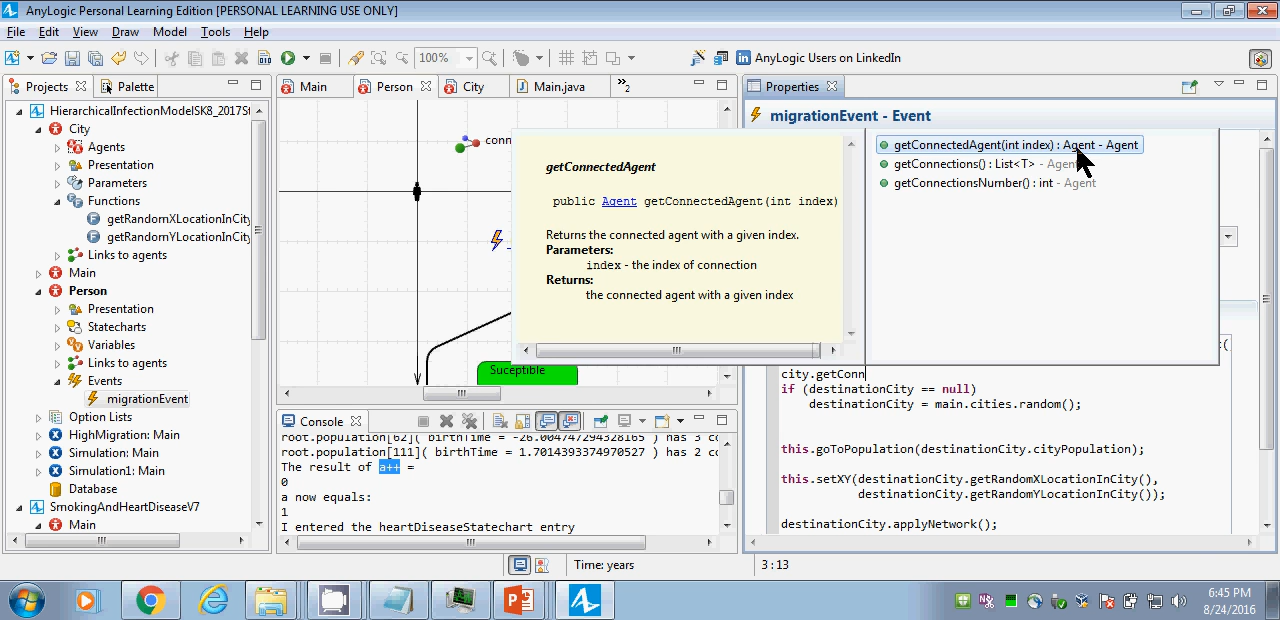 AnyLogic Personal Learning Edition [PERSONAL LEARNING USE ONLY]
File Edit View Draw Model Tools Help
100%
AnyLogic Users on LinkedIn
Projects
Palette
HierarchicalInfectionModelSK8_2017St
City
Agents
Presentation
Parameters
Functions
getRandomXLocationInCity
getRandomYLocationInCity
Links to agents
Main
Person
Presentation
Statecharts
Variables
Links to agents
Events
migrationEvent
Option Lists
HighMigration: Main
Simulation: Main
Simulation1: Main
Database
SmokingAndHeartDiseaseV7
Main
Main
Person
City
Main.java
»2
conn
Suceptible
getConnectedAgent
public Agent getConnectedAgent(int index)
Returns the connected agent with a given index.
Parameters:
index - the index of connection
Returns:
the connected agent with a given index
Console
root.population[62]( birthTime = -26.004747294328165 ) has 3 co
root.population[111]( birthTime = 1.7014393374970527 ) has 2 co
The result of a++ =
0
a now equals:
1
I entered the heartDiseaseStatechart entry
Properties
migrationEvent - Event
getConnectedAgent(int index) : Agent - Agent
getConnections() : List<T> - Agent
getConnectionsNumber() : int - Agent
t(
city.getConn
if (destinationCity == null)
destinationCity = main.cities.random();
this.goToPopulation(destinationCity.cityPopulation);
this.setXY(destinationCity.getRandomXLocationInCity(),
destinationCity.getRandomYLocationInCity());
destinationCity.applyNetwork();
Time: years
3 : 13
6:45 PM
8/24/2016